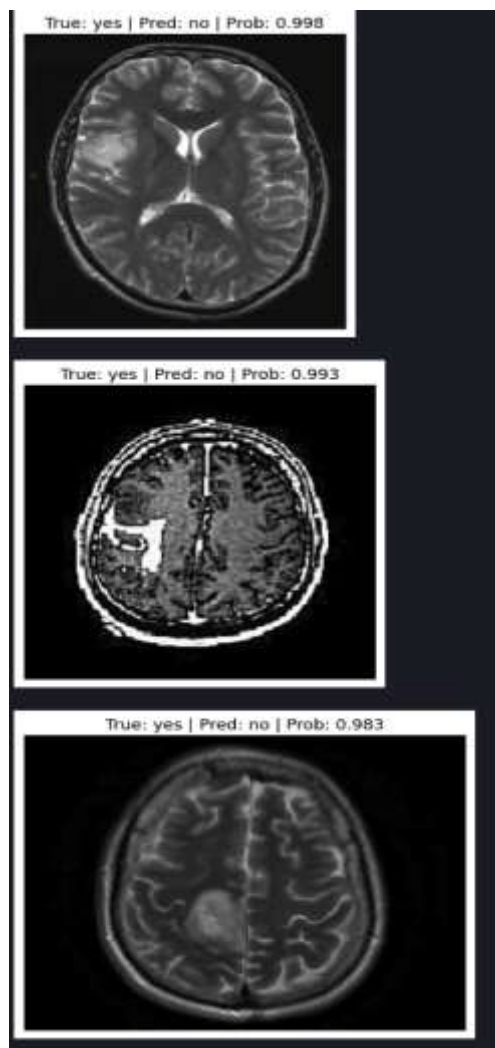 True: yes | Pred: no | Prob: 0.998
True: yes | Pred: no | Prob: 0.993
True: yes | Pred: no | Prob: 0.983